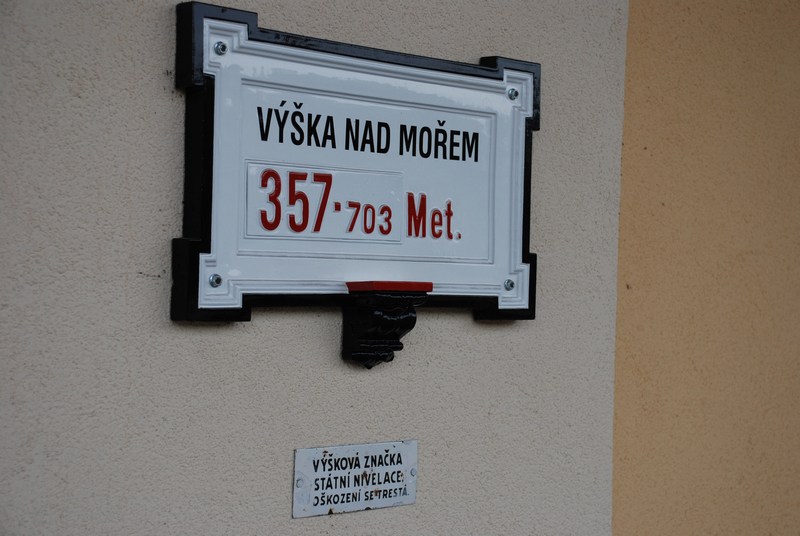 VÝŠKA NAD MOŘEM
357·703 Met.
VÝŠKOVÁ ZNAČKA
STÁTNÍ NIVELACE.
POŠKOZENÍ SE TRESTÁ.